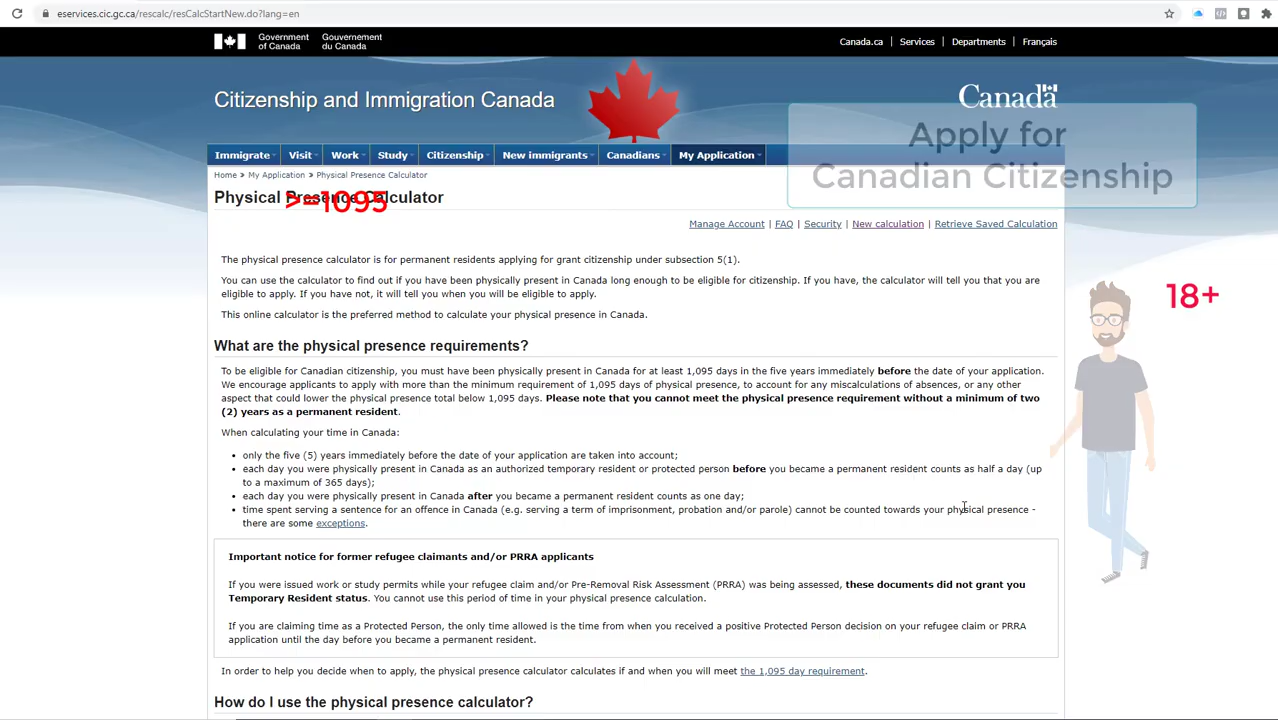 eservices.cic.gc.ca/rescalc/resCalcStartNew.do?lang=en
Government of Canada
Gouvernement du Canada
Canada.ca | Services | Departments | Français
Citizenship and Immigration Canada
Canada
Apply for
Canadian Citizenship
Immigrate Visit Work Study Citizenship New immigrants Canadians My Application
Home » My Application » Physical Presence Calculator
Physical Presence Calculator
>=1095
Manage Account | FAQ | Security | New calculation | Retrieve Saved Calculation
The physical presence calculator is for permanent residents applying for grant citizenship under subsection 5(1).
You can use the calculator to find out if you have been physically present in Canada long enough to be eligible for citizenship. If you have, the calculator will tell you that you are
eligible to apply. If you have not, it will tell you when you will be eligible to apply.
18+
This online calculator is the preferred method to calculate your physical presence in Canada.
What are the physical presence requirements?
To be eligible for Canadian citizenship, you must have been physically present in Canada for at least 1,095 days in the five years immediately before the date of your application.
We encourage applicants to apply with more than the minimum requirement of 1,095 days of physical presence, to account for any miscalculations of absences, or any other
aspect that could lower the physical presence total below 1,095 days. Please note that you cannot meet the physical presence requirement without a minimum of two
(2) years as a permanent resident.
When calculating your time in Canada:
• only the five (5) years immediately before the date of your application are taken into account;
• each day you were physically present in Canada as an authorized temporary resident or protected person before you became a permanent resident counts as half a day (up
to a maximum of 365 days);
• each day you were physically present in Canada after you became a permanent resident counts as one day;
• time spent serving a sentence for an offence in Canada (e.g. serving a term of imprisonment, probation and/or parole) cannot be counted towards your physical presence -
there are some exceptions.
Important notice for former refugee claimants and/or PRRA applicants
If you were issued work or study permits while your refugee claim and/or Pre-Removal Risk Assessment (PRRA) was being assessed, these documents did not grant you
Temporary Resident status. You cannot use this period of time in your physical presence calculation.
If you are claiming time as a Protected Person, the only time allowed is the time from when you received a positive Protected Person decision on your refugee claim or PRRA
application until the day before you became a permanent resident.
In order to help you decide when to apply, the physical presence calculator calculates if and when you will meet the 1,095 day requirement.
How do I use the physical presence calculator?